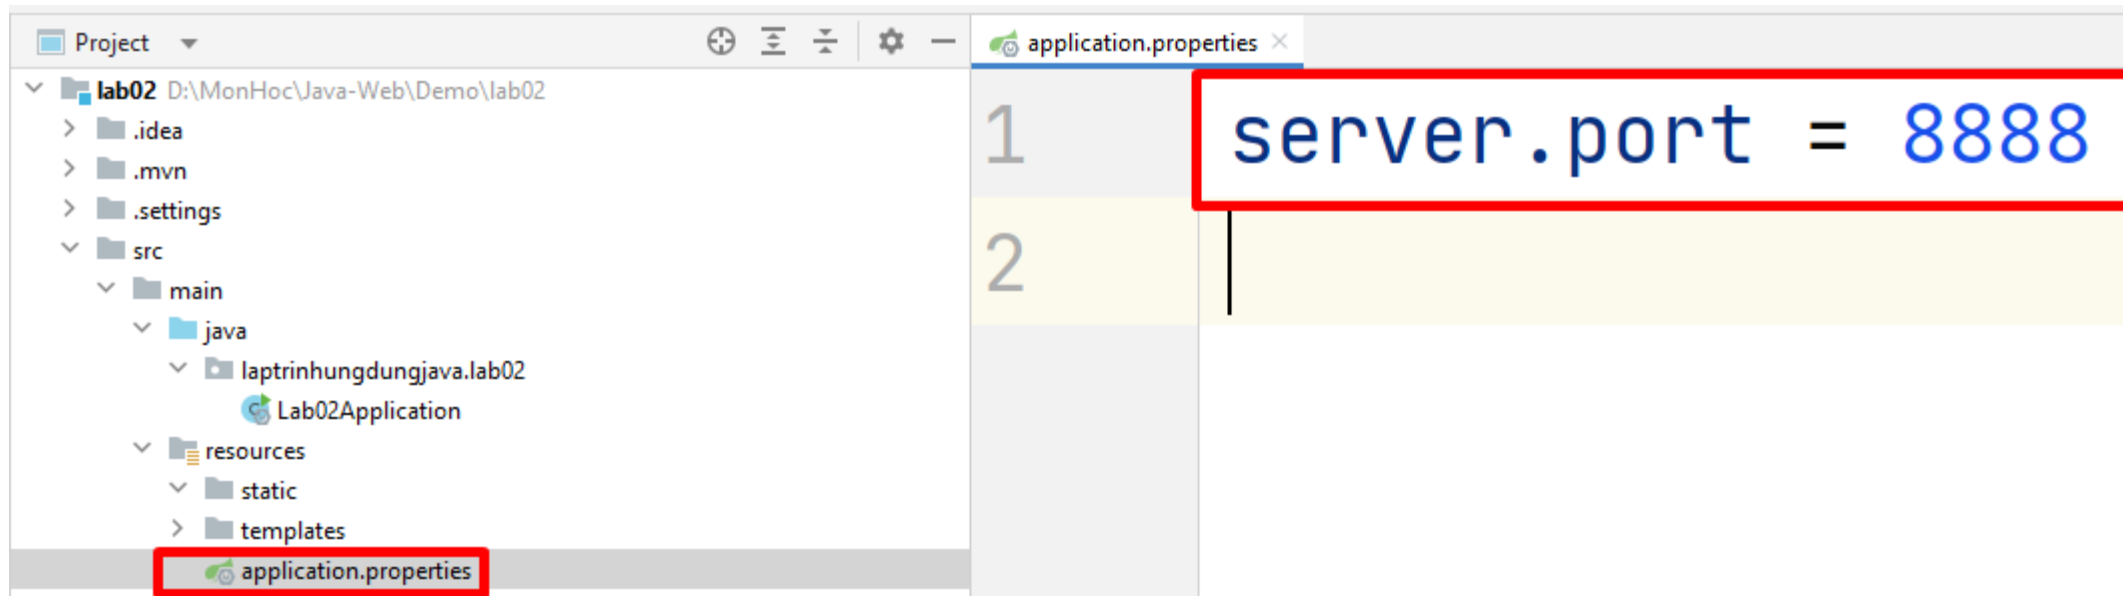 Project
lab02 D:\MonHoc\Java-Web\Demo\lab02
.idea
.mvn
.settings
src
main
java
laptrinhungdungjava.lab02
Lab02Application
resources
static
templates
application.properties
application.properties
1 server.port = 8888
2